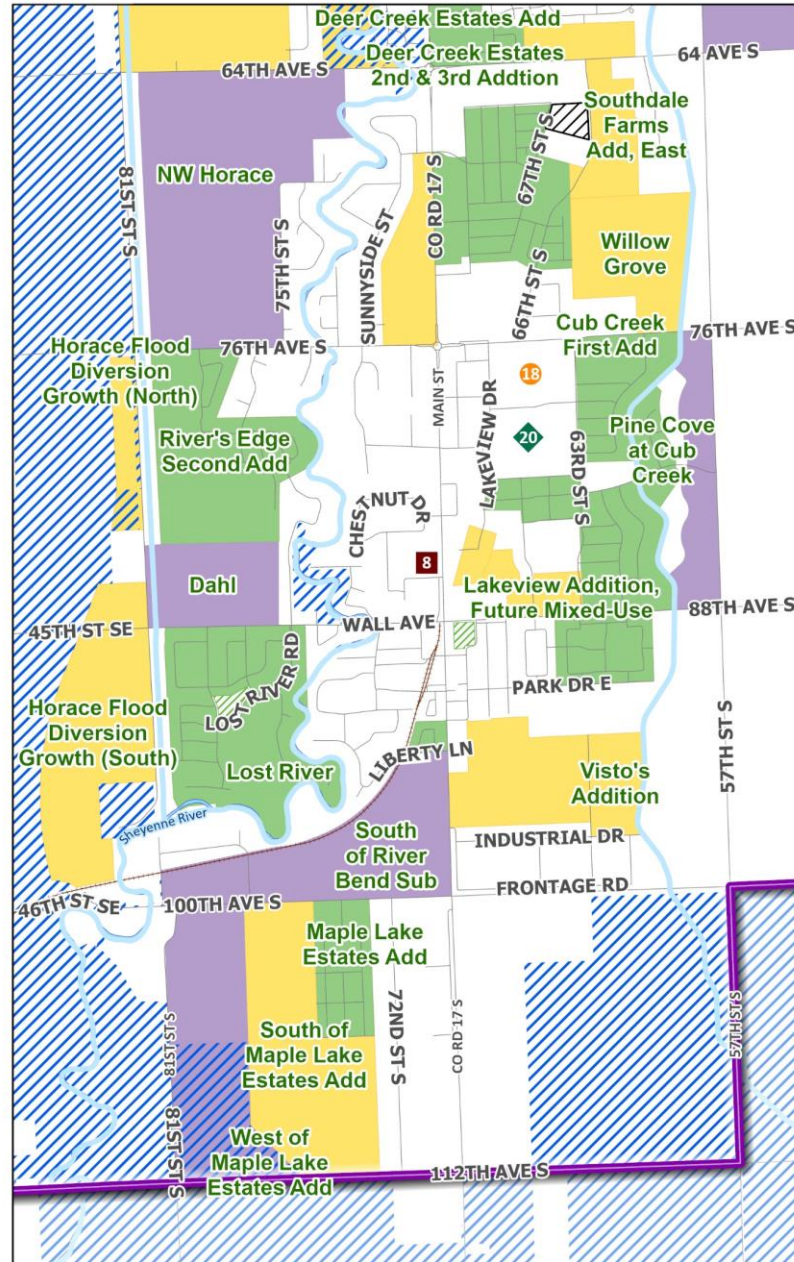 Deer Creek Estates Add
64TH AVE S
Deer Creek Estates
2nd & 3rd Addtion
64 AVE S
Southdale
Farms
Add, East
67TH ST S
NW Horace
81ST ST S
CO RD 17 S
75TH ST S
SUNNYSIDE ST
Willow
Grove
66TH ST S
76TH AVE S
Cub Creek
First Add
76TH AVE S
Horace Flood
Diversion
Growth (North)
MAIN ST
18
River's Edge
Second Add
LAKEVIEW DR
20
63RD ST S
Pine Cove
at Cub
Creek
CHESTNUT DR
8
Dahl
Lakeview Addition,
Future Mixed-Use
88TH AVE S
45TH ST SE
WALL AVE
LOST RIVER RD
PARK DR E
Horace Flood
Diversion
Growth (South)
Lost River
LIBERTY LN
57TH ST S
Visto's
Addition
Sheyenne River
South
of River
Bend Sub
INDUSTRIAL DR
FRONTAGE RD
46TH ST SE
100TH AVE S
Maple Lake
Estates Add
72ND ST S
CO RD 17 S
57TH ST S
81ST ST S
South of
Maple Lake
Estates Add
81ST ST S
West of
Maple Lake
Estates Add
112TH AVE S